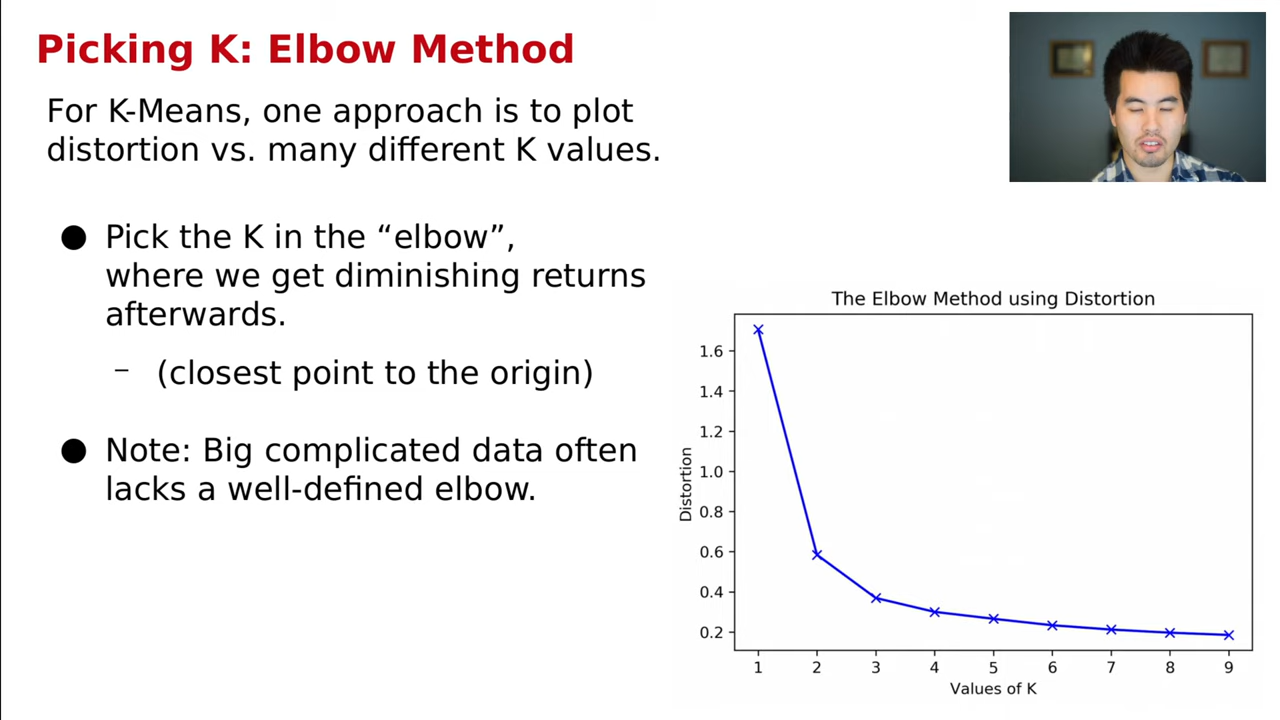 Picking K: Elbow Method
For K-Means, one approach is to plot
distortion vs. many different K values.
● Pick the K in the “elbow”,
where we get diminishing returns
afterwards.
– (closest point to the origin)
● Note: Big complicated data often
lacks a well-defined elbow.
The Elbow Method using Distortion
Distortion
1.6
1.4
1.2
1.0
0.8
0.6
0.4
0.2
1 2 3 4 5 6 7 8 9
Values of K